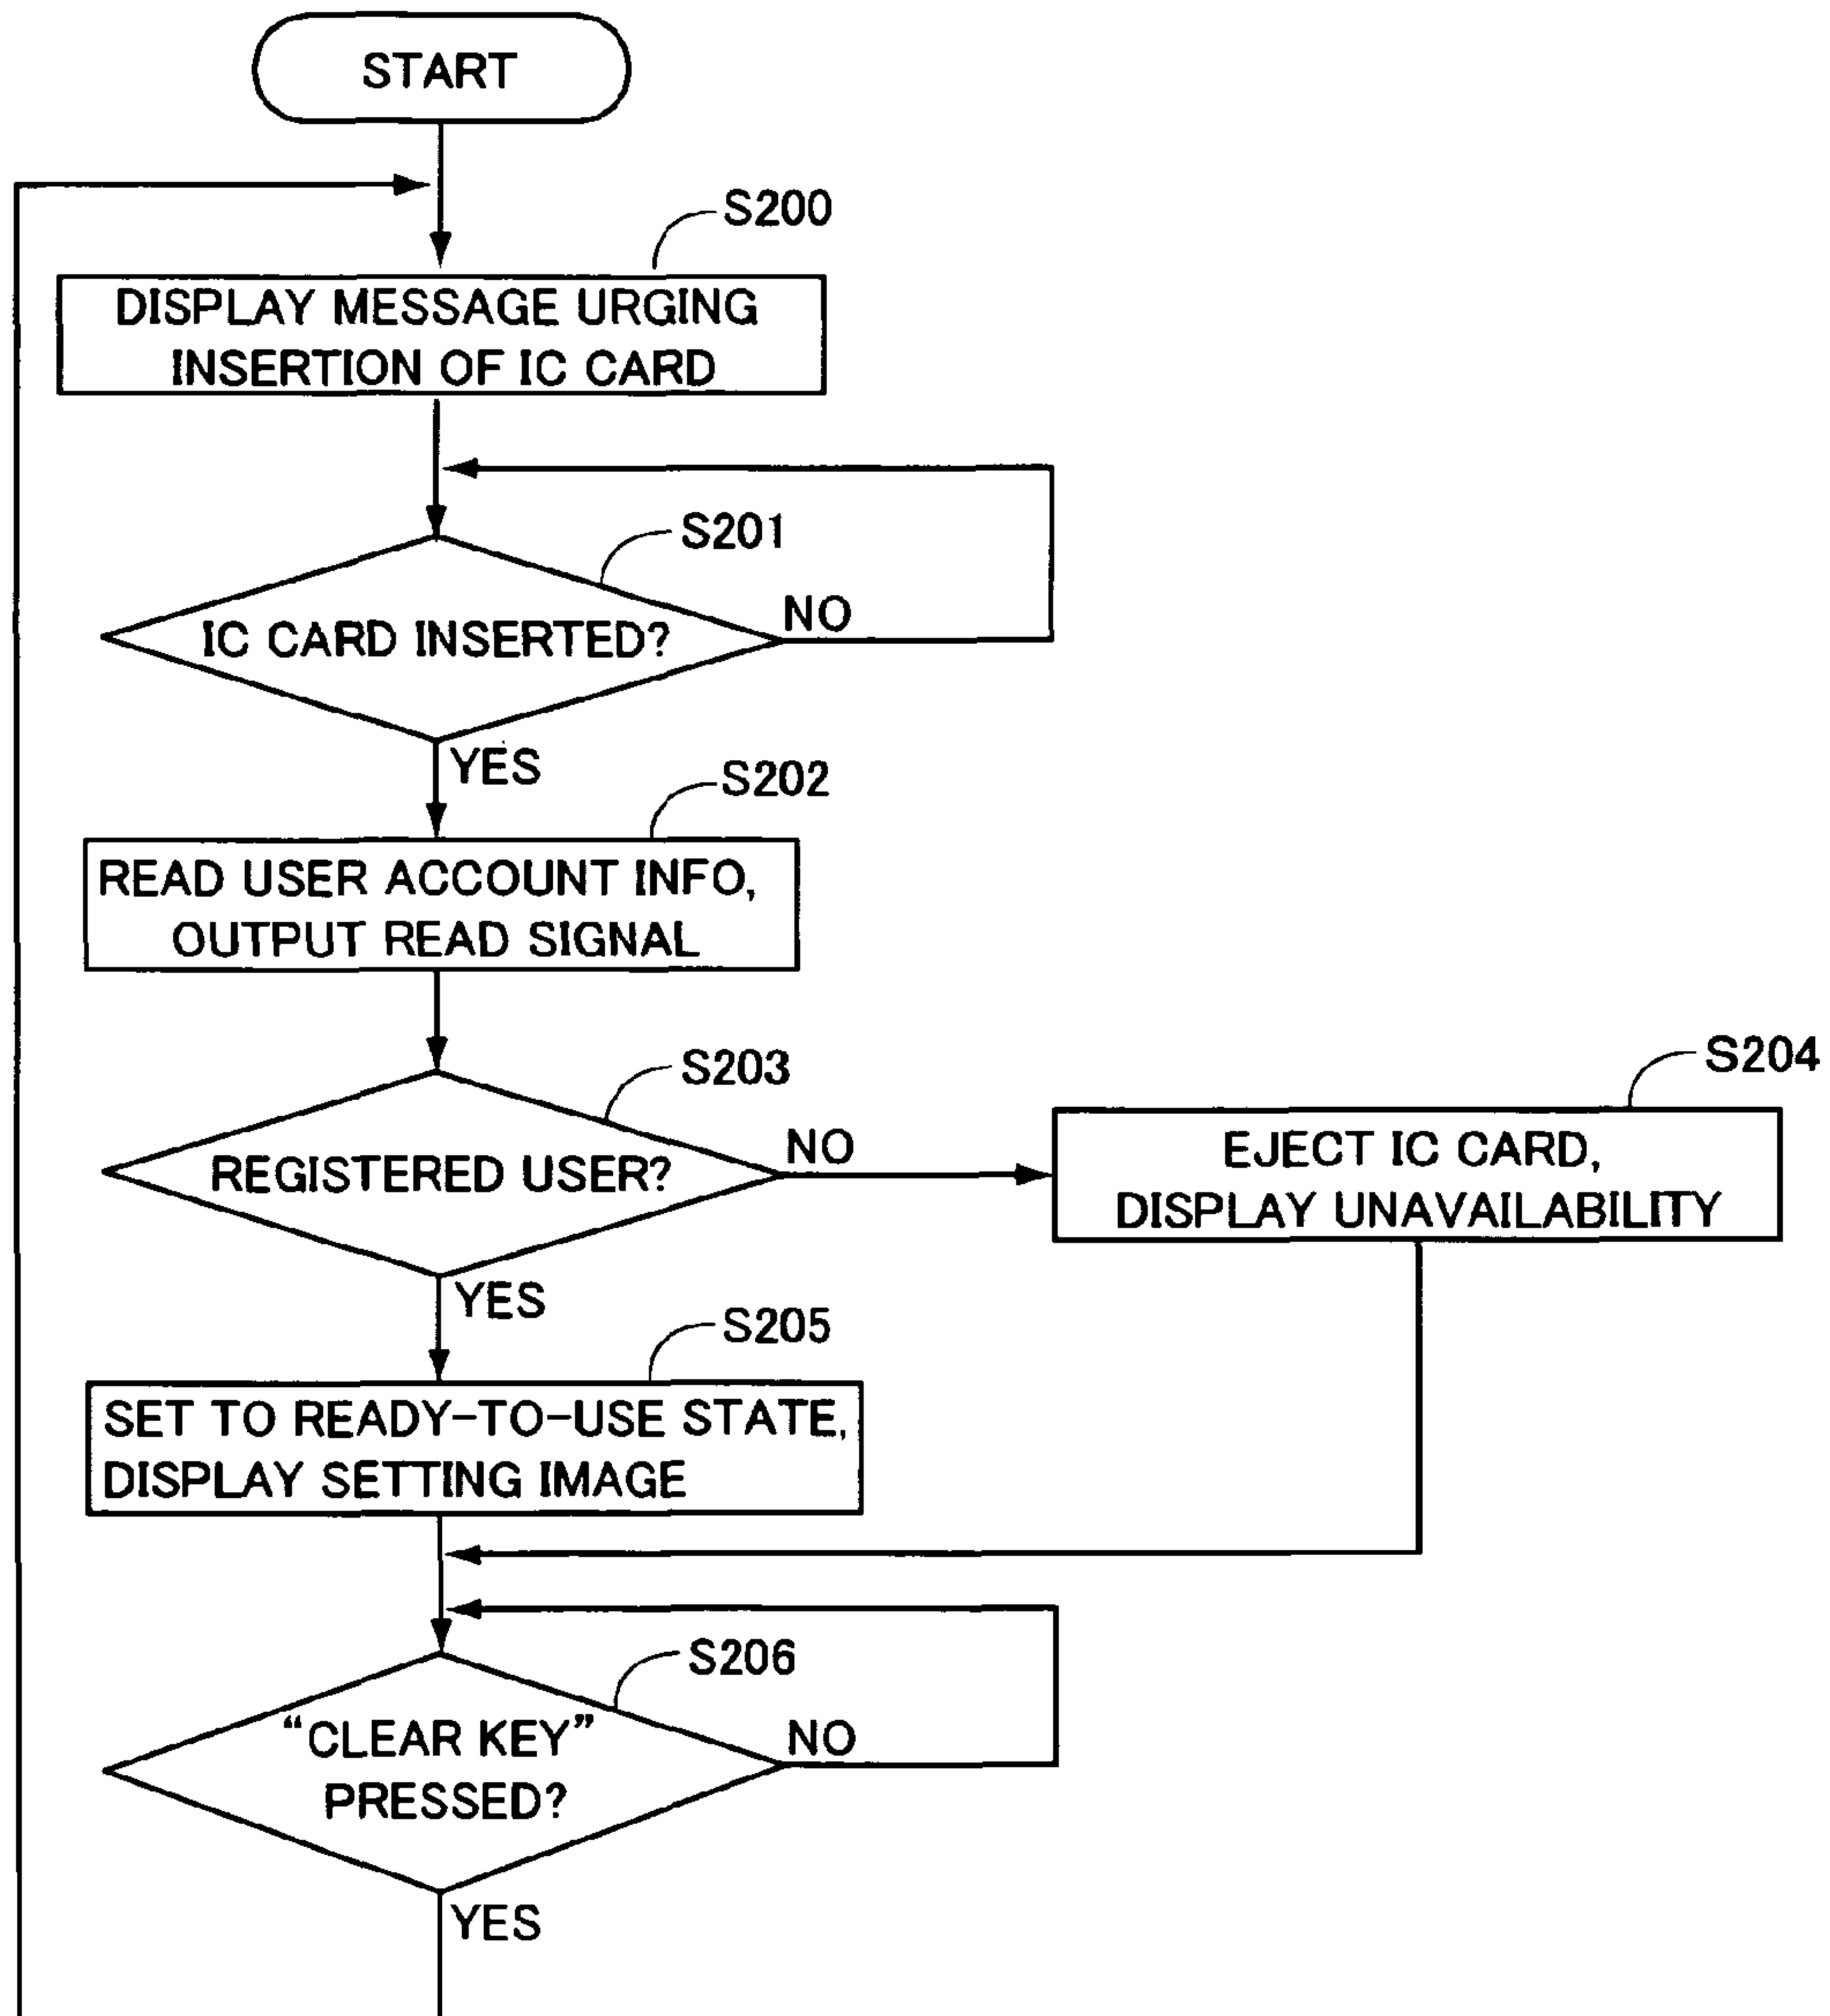 START
S200
DISPLAY MESSAGE URGING
INSERTION OF IC CARD
S201
IC CARD INSERTED?
NO
YES
S202
READ USER ACCOUNT INFO,
OUTPUT READ SIGNAL
S203
REGISTERED USER?
NO
S204
EJECT IC CARD,
DISPLAY UNAVAILABILITY
YES
S205
SET TO READY-TO-USE STATE,
DISPLAY SETTING IMAGE
S206
“CLEAR KEY”
PRESSED?
NO
YES